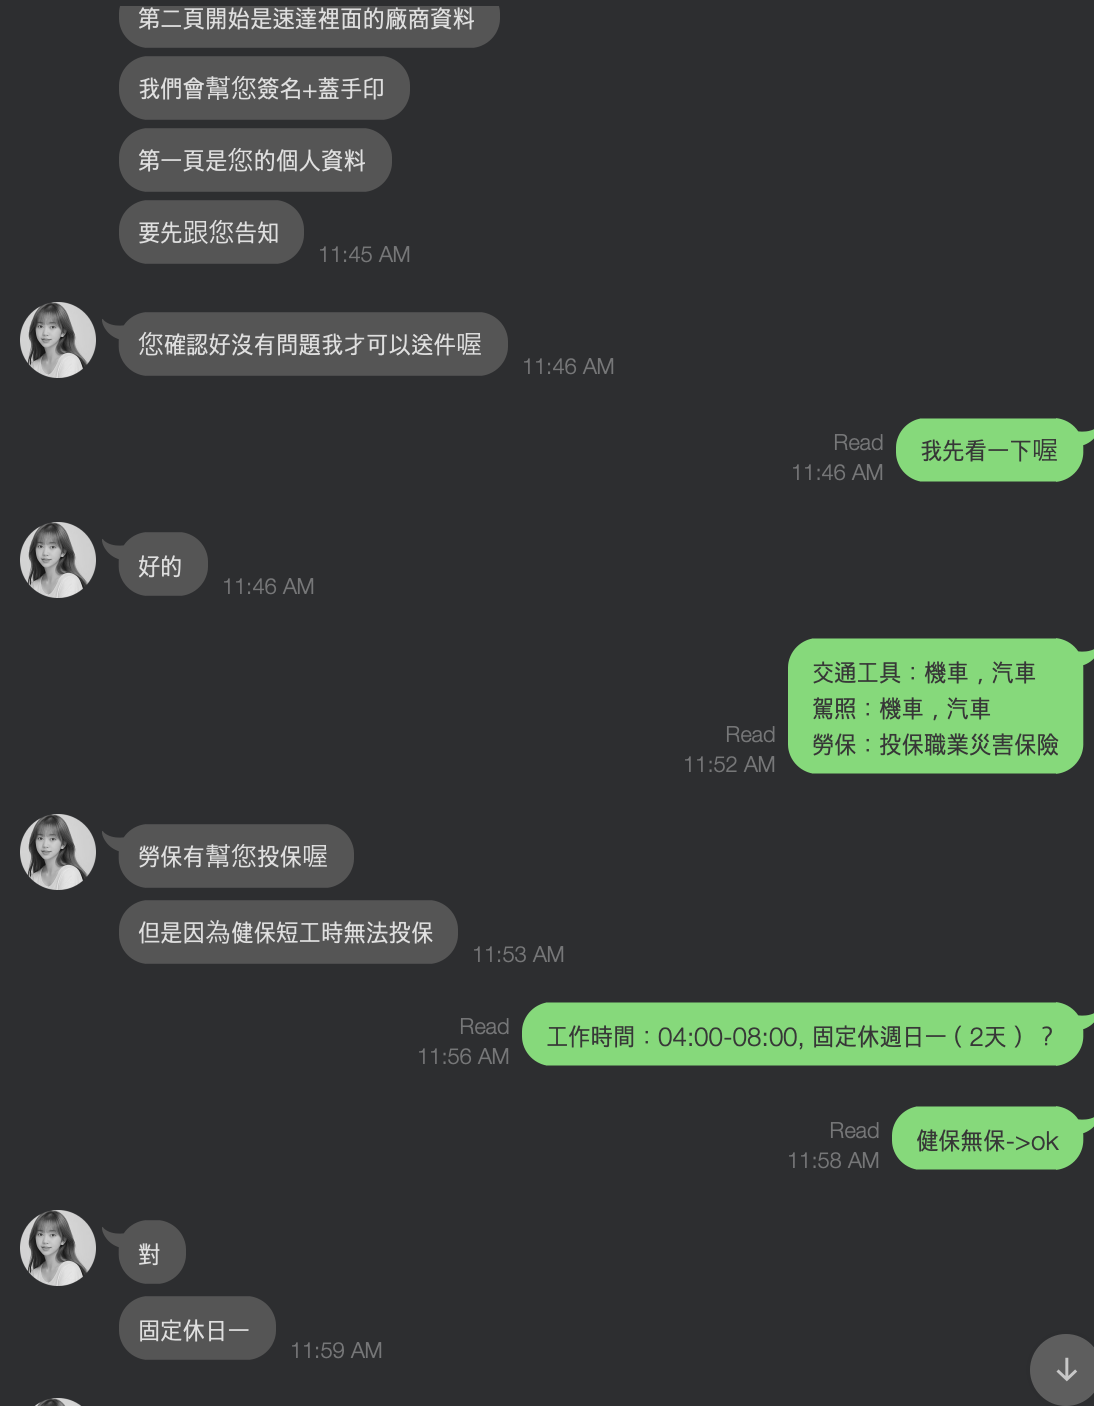 第二頁開始是速達裡面的廠商資料
我們會幫您簽名+蓋手印
第一頁是您的個人資料
要先跟您告知
11:45 AM
您確認好沒有問題我才可以送件喔
11:46 AM
Read
11:46 AM
我先看一下喔
好的
11:46 AM
交通工具：機車，汽車
駕照：機車，汽車
勞保：投保職業災害保險
Read
11:52 AM
勞保有幫您投保喔
但是因為健保短工時無法投保
11:53 AM
Read
11:56 AM
工作時間：04:00-08:00, 固定休週日一（2天）？
Read
11:58 AM
健保無保->ok
對
固定休日一
11:59 AM